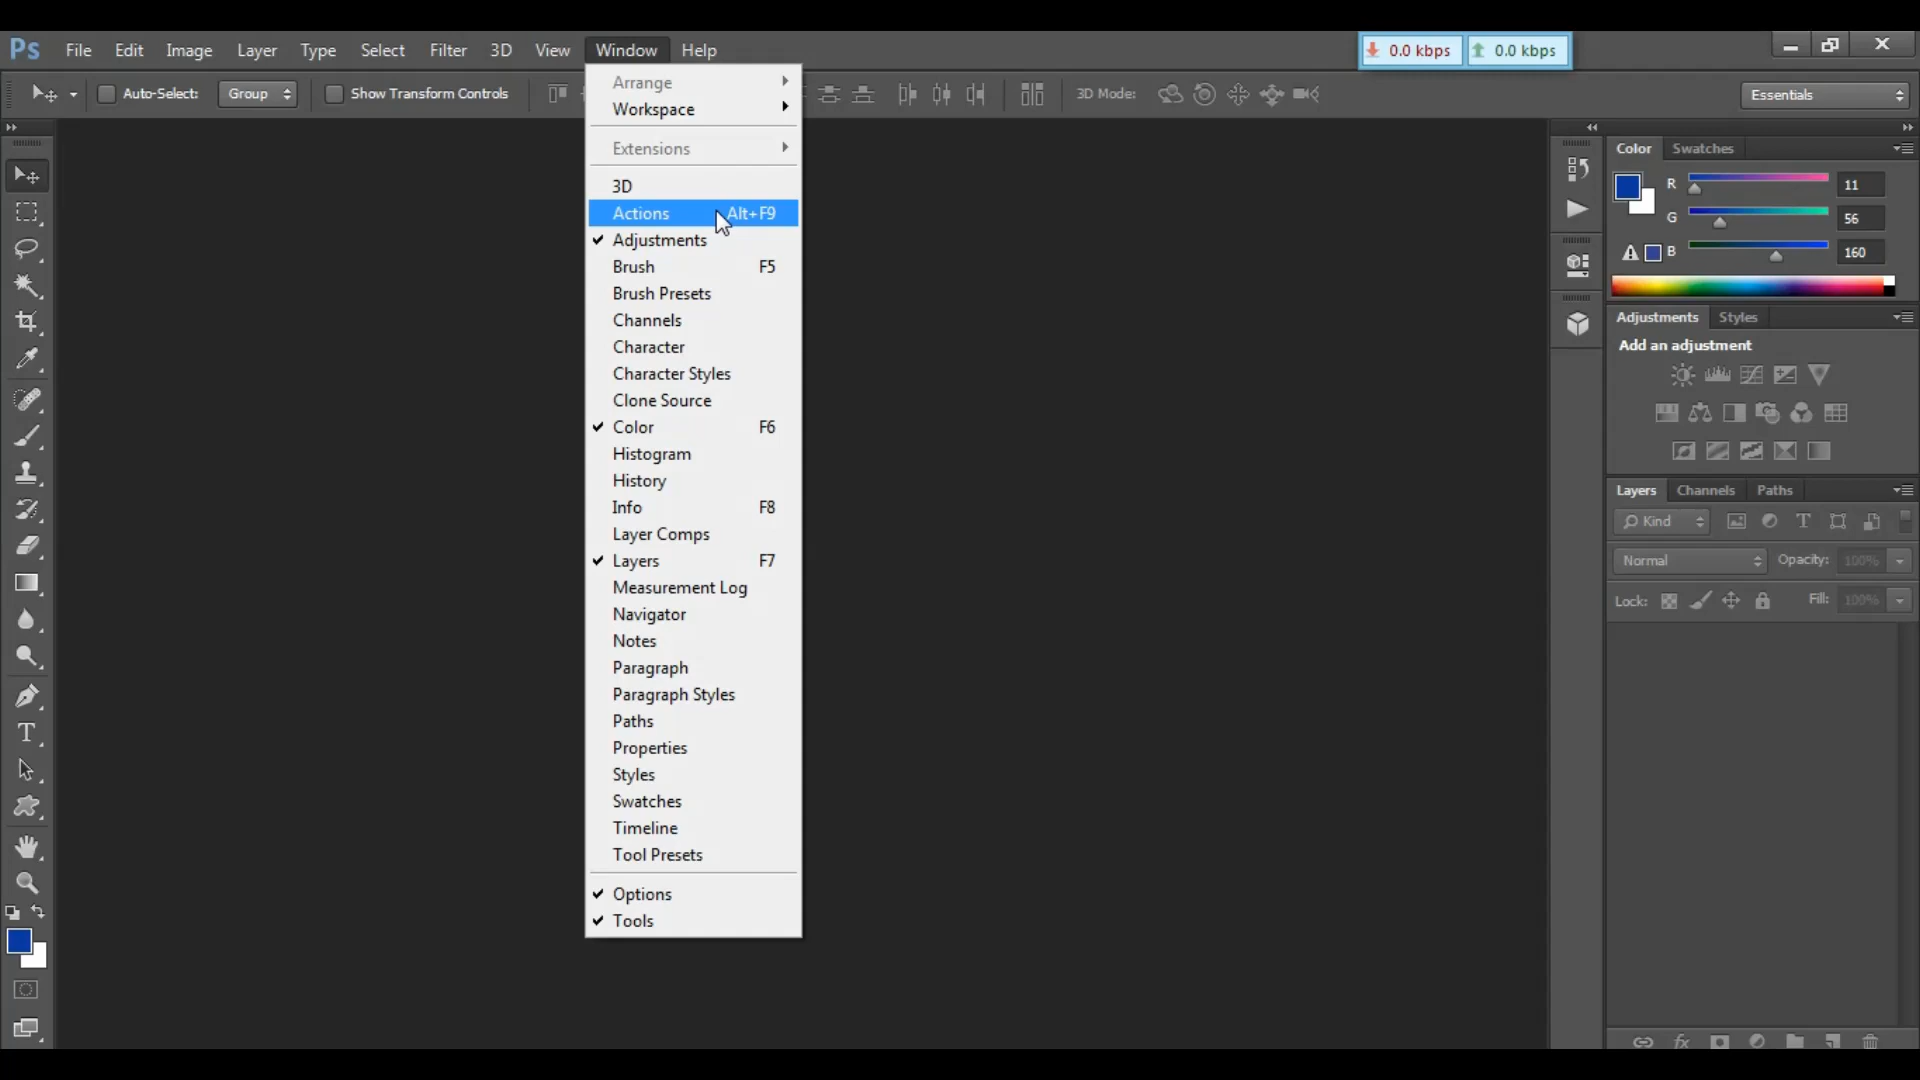 Ps File Edit Image Layer Type Select Filter 3D View Window Help
0.0 kbps 0.0 kbps
Auto-Select: Group Show Transform Controls 3D Mode: Essentials
Arrange
Workspace
Extensions
3D
Actions Alt+F9
Adjustments
Brush F5
Brush Presets
Channels
Character
Character Styles
Clone Source
Color F6
Histogram
History
Info F8
Layer Comps
Layers F7
Measurement Log
Navigator
Notes
Paragraph
Paragraph Styles
Paths
Properties
Styles
Swatches
Timeline
Tool Presets
Options
Tools
Color Swatches
R 11
G 56
B 160
Adjustments Styles
Add an adjustment
Layers Channels Paths
Kind
Normal Opacity: 100%
Lock: Fill: 100%